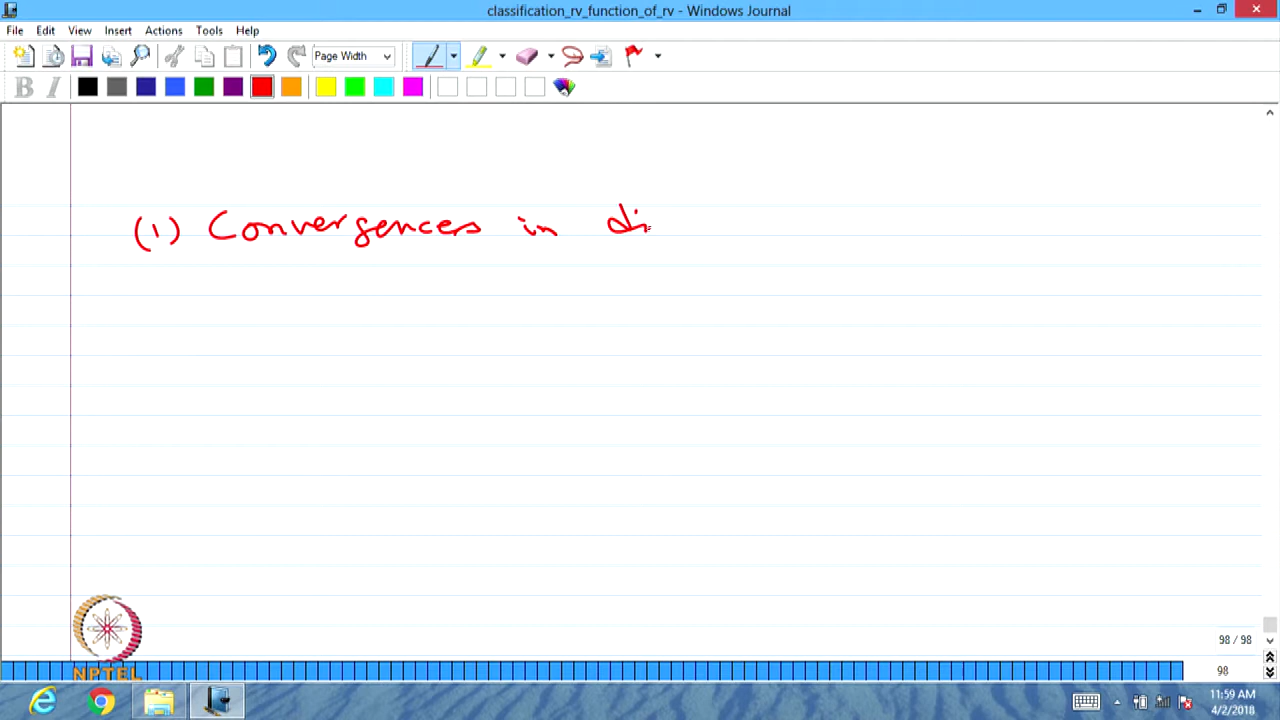 classification_rv_function_of_rv - Windows Journal
File Edit View Insert Actions Tools Help
Page Width
B I
(1) Convergences in di
98 / 98
98
NPTEL
11:59 AM
4/2/2018